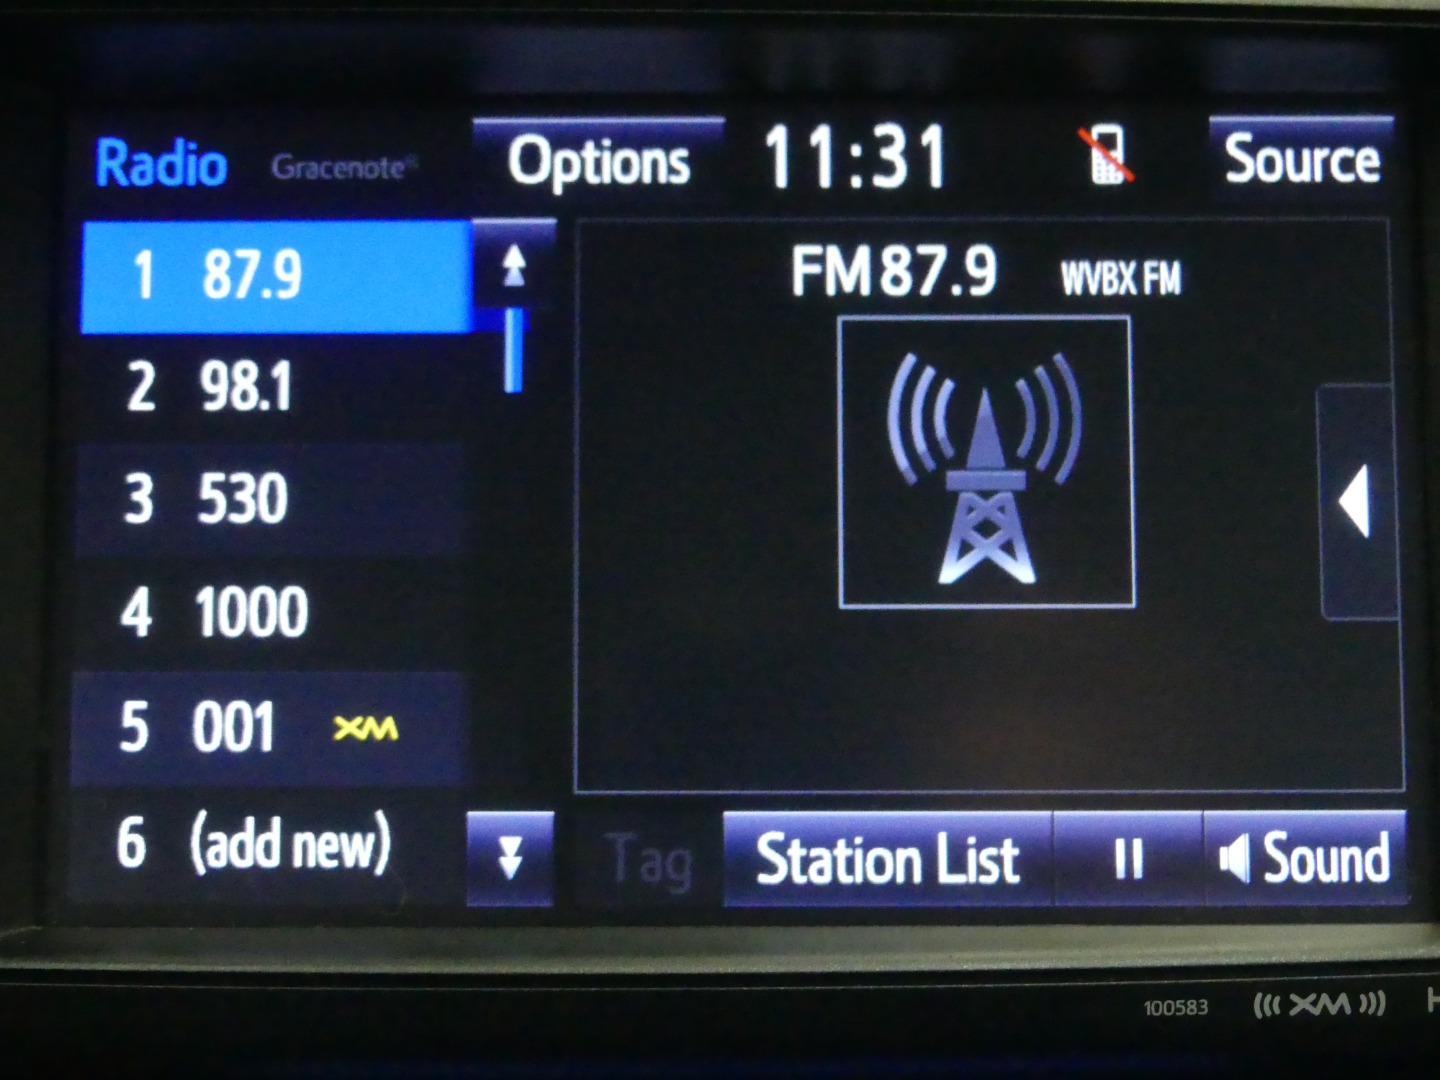 Radio Gracenote® Options 11:31 Source
1 87.9
2 98.1
3 530
4 1000
5 001 XM
6 (add new)
FM 87.9 WVBX FM
Tag Station List Sound
100583 XM H